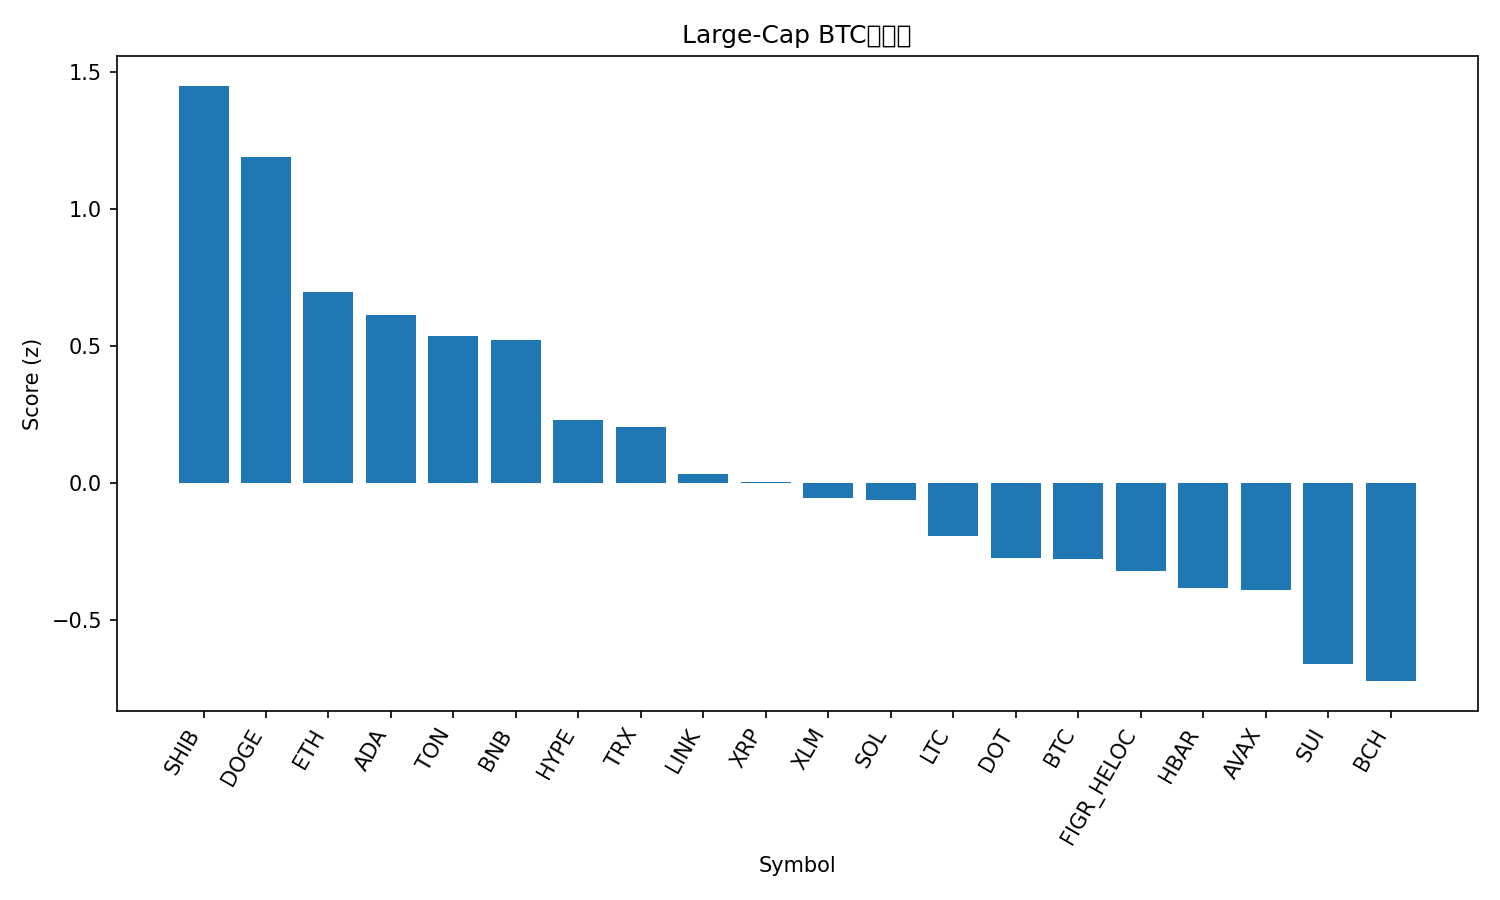 Large-Cap BTC
Score (z)
1.5
1.0
0.5
0.0
−0.5
SHIB
DOGE
ETH
ADA
TON
BNB
HYPE
TRX
LINK
XRP
XLM
SOL
LTC
DOT
BTC
FIGR_HELOC
HBAR
AVAX
SUI
BCH
Symbol